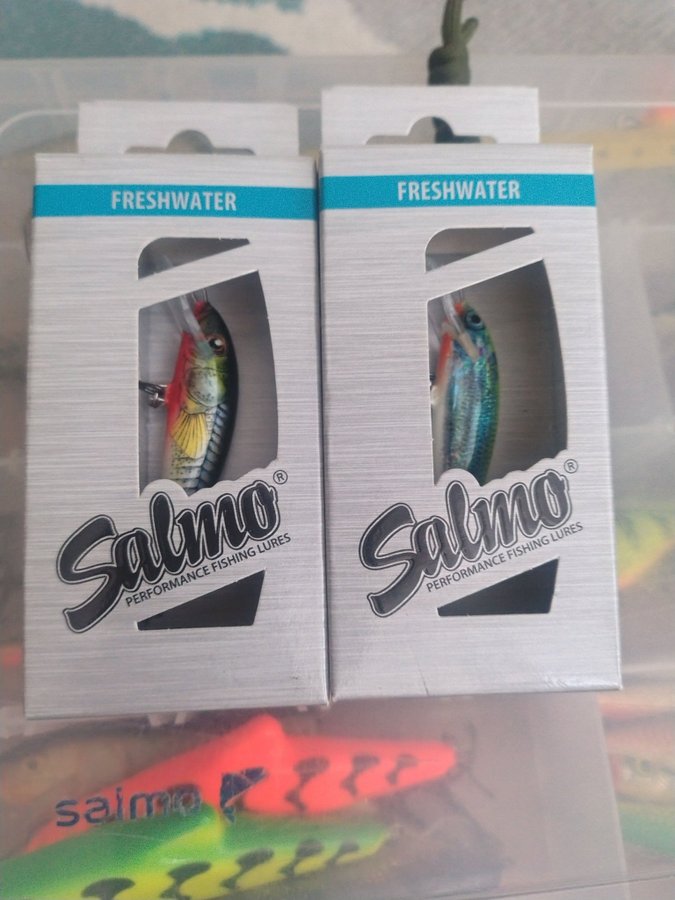 FRESHWATER
Salmo®
PERFORMANCE FISHING LURES
FRESHWATER
Salmo®
PERFORMANCE FISHING LURES
salmo